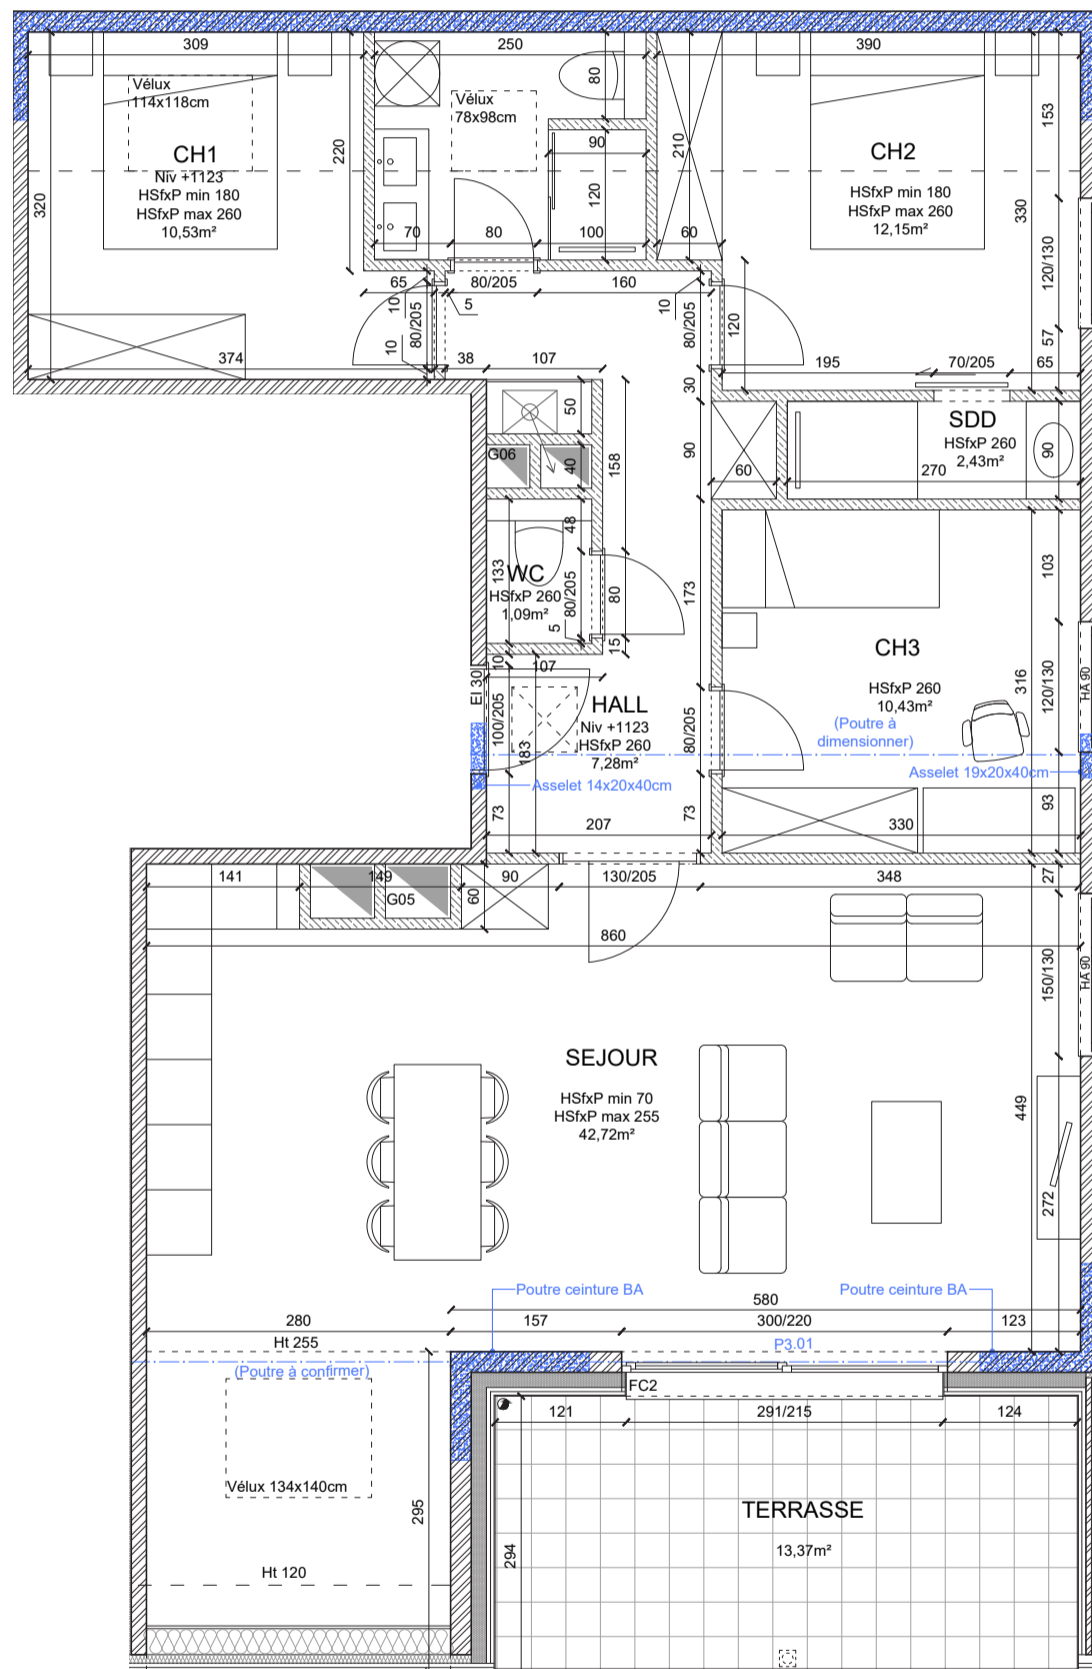 309
250
390
Vélux
114x118cm
80
Vélux
78x98cm
153
CH1
Niv +1123
HSfxP min 180
HSfxP max 260
10,53m²
220
320
90
120
210
CH2
HSfxP min 180
HSfxP max 260
12,15m²
330
120/130
70
80
100
60
65
80/205
160
10
5
10
80/205
80/205
120
57
10
374
38
107
195
70/205
65
30
50
SDD
HSfxP 260
2,43m²
G06
40
158
90
60
270
90
48
133
WC
HSfxP 260
1,09m²
80/205
80
173
103
5
15
CH3
HSfxP 260
10,43m²
316
120/130
10
107
EI 30
100/205
183
HALL
Niv +1123
HSfxP 260
7,28m²
80/205
(Poutre à
dimensionner)
HA 90
Asselet 14x20x40cm
Asselet 19x20x40cm
73
73
93
207
330
141
149
90
130/205
348
27
G05
60
860
150/130
HA 90
SEJOUR
HSfxP min 70
HSfxP max 255
42,72m²
449
272
Poutre ceinture BA
Poutre ceinture BA
580
280
157
300/220
123
Ht 255
P3.01
(Poutre à confirmer)
FC2
121
291/215
124
Vélux 134x140cm
295
294
TERRASSE
13,37m²
Ht 120